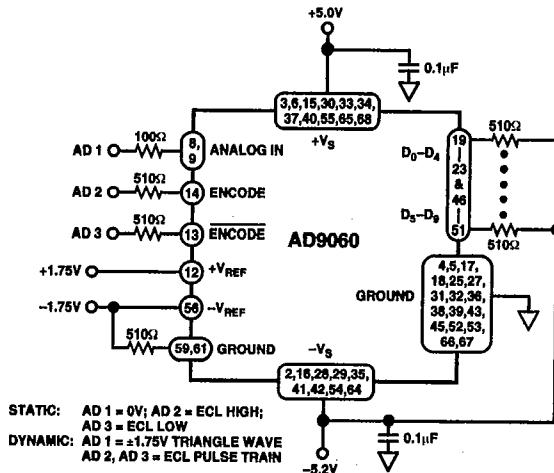 +5.0V
0.1µF
3,6,15,30,33,34,
37,40,55,65,68
+VS
100Ω
AD 1
8,
9
ANALOG IN
510Ω
AD 2
14
ENCODE
510Ω
AD 3
13
ENCODE
AD9060
+1.75V
12
+VREF
−1.75V
56
−VREF
510Ω
59,61
GROUND
D0–D4
D5–D9
19
23
&
46
51
510Ω
510Ω
GROUND
4,5,17,
18,25,27,
31,32,36,
38,39,43,
45,52,53,
66,67
−VS
2,16,28,29,35,
41,42,54,64
0.1µF
−5.2V
STATIC: AD 1 = 0V; AD 2 = ECL HIGH;
AD 3 = ECL LOW
DYNAMIC: AD 1 = ±1.75V TRIANGLE WAVE
AD 2, AD 3 = ECL PULSE TRAIN